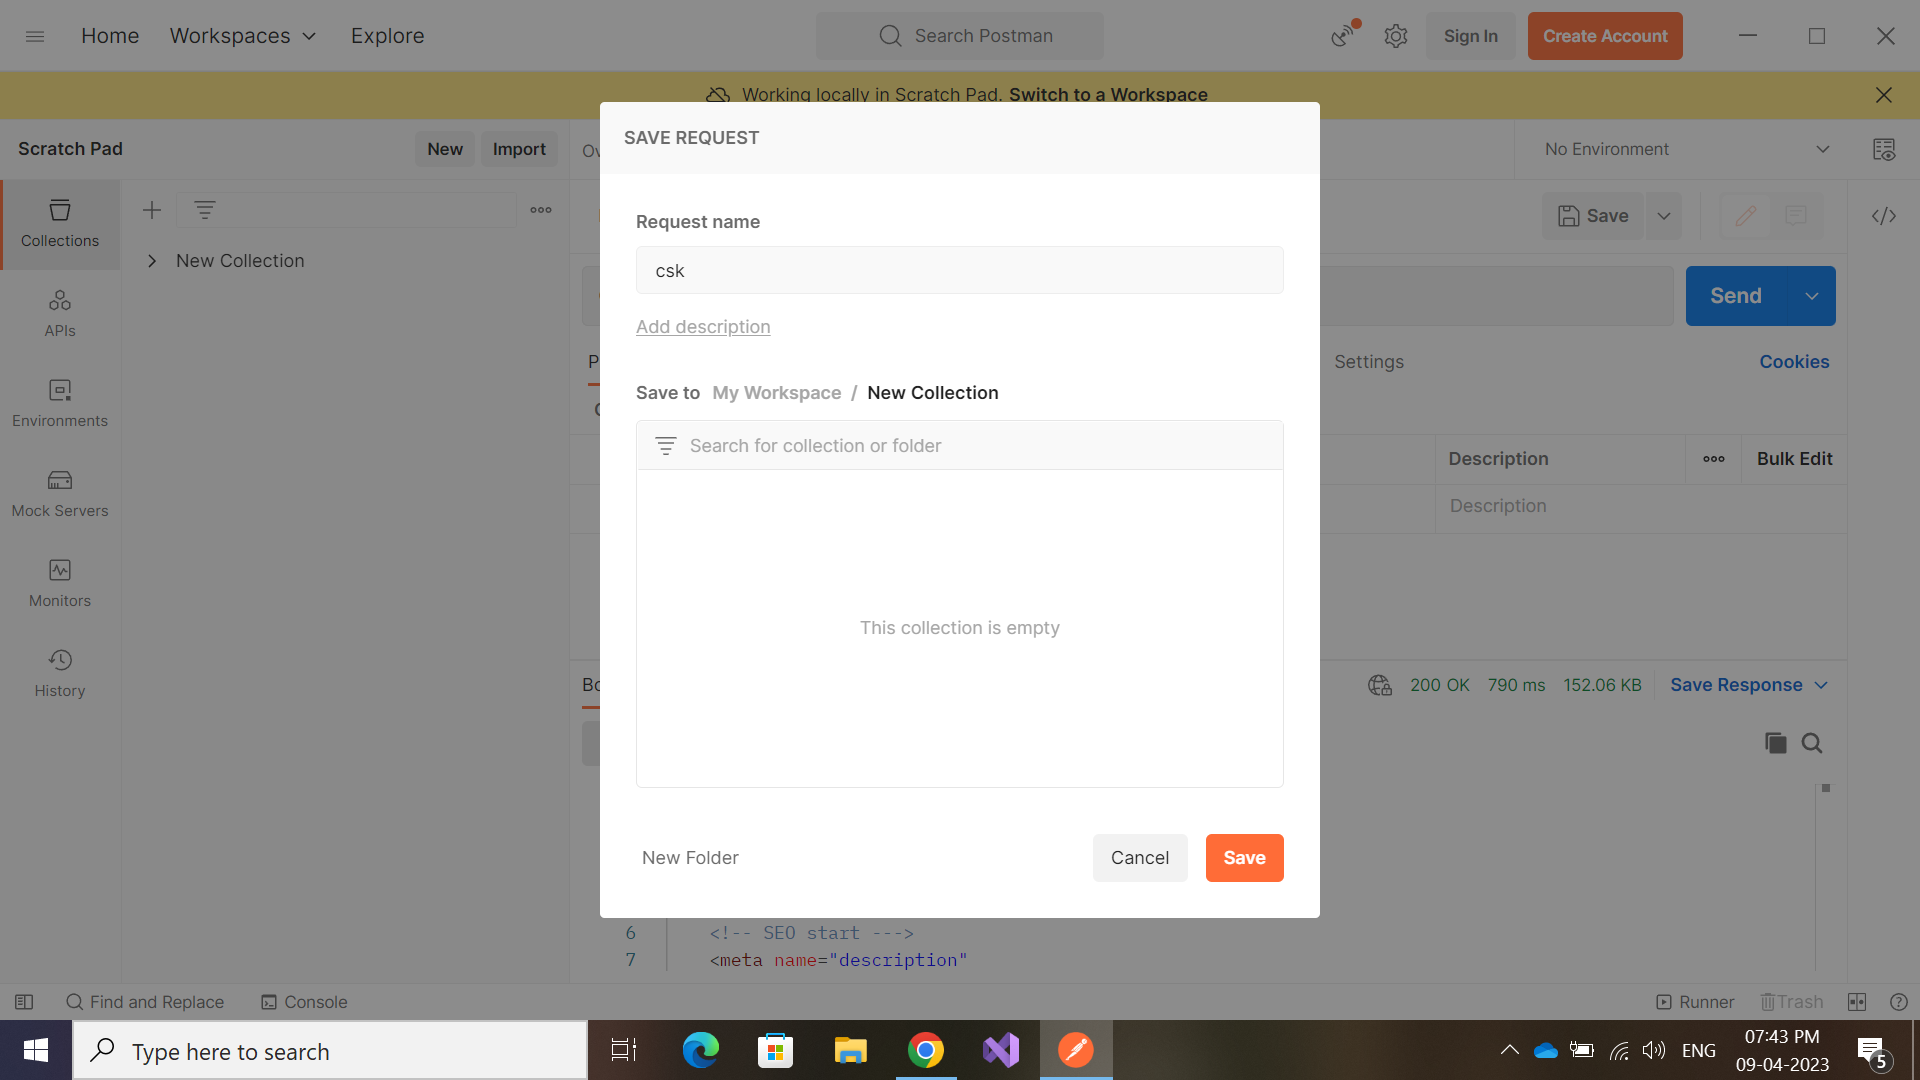 Home Workspaces Explore Search Postman Sign In Create Account
Working locally in Scratch Pad. Switch to a Workspace
Scratch Pad New Import No Environment
SAVE REQUEST
Collections
New Collection
Save
APIs
Environments
Mock Servers
Monitors
History
Request name
csk
Add description
Save to My Workspace / New Collection
Search for collection or folder
This collection is empty
New Folder Cancel Save
Send
Settings Cookies
Description Bulk Edit
Description
200 OK 790 ms 152.06 KB Save Response
6 <!-- SEO start --->
7 <meta name="description"
Find and Replace Console Runner Trash
Type here to search
ENG 07:43 PM
09-04-2023
5